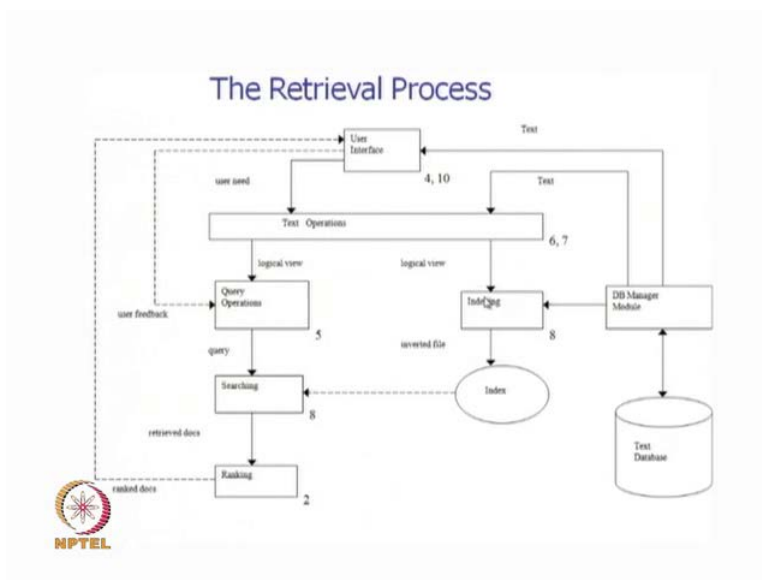 The Retrieval Process
User
Interface
Text
4, 10
user need
Text
Text Operations
6, 7
logical view
logical view
Query
Operations
Indexing
DB Manager
Module
user feedback
5
8
query
inverted file
Searching
Index
8
retrieved docs
Text
Database
Ranking
ranked docs
2
NPTEL